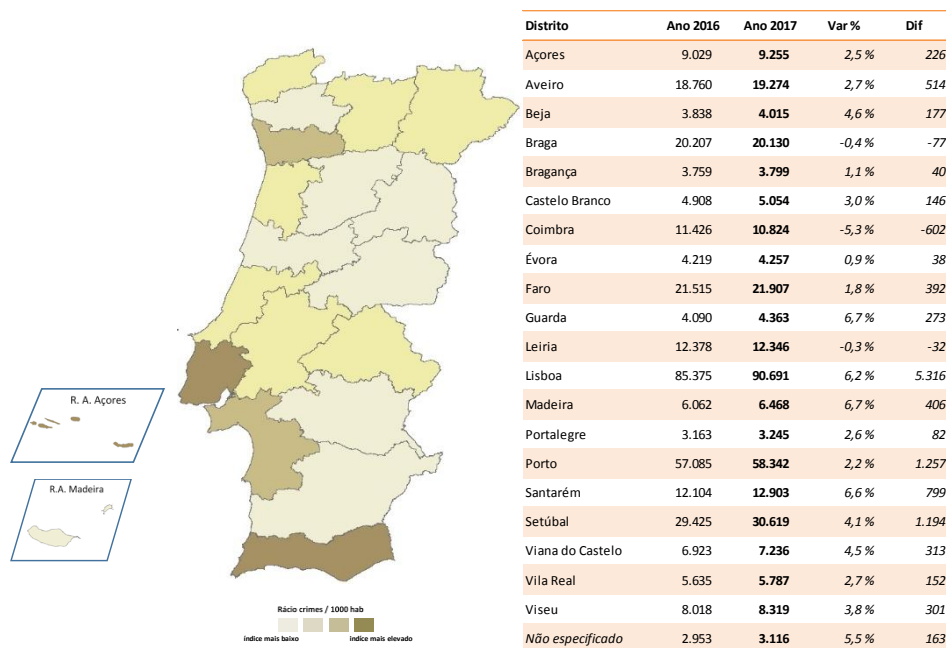 Distrito Ano 2016 Ano 2017 Var % Dif
Açores 9.029 9.255 2,5 % 226
Aveiro 18.760 19.274 2,7 % 514
Beja 3.838 4.015 4,6 % 177
Braga 20.207 20.130 -0,4 % -77
Bragança 3.759 3.799 1,1 % 40
Castelo Branco 4.908 5.054 3,0 % 146
Coimbra 11.426 10.824 -5,3 % -602
Évora 4.219 4.257 0,9 % 38
Faro 21.515 21.907 1,8 % 392
Guarda 4.090 4.363 6,7 % 273
Leiria 12.378 12.346 -0,3 % -32
Lisboa 85.375 90.691 6,2 % 5.316
Madeira 6.062 6.468 6,7 % 406
Portalegre 3.163 3.245 2,6 % 82
Porto 57.085 58.342 2,2 % 1.257
Santarém 12.104 12.903 6,6 % 799
Setúbal 29.425 30.619 4,1 % 1.194
Viana do Castelo 6.923 7.236 4,5 % 313
Vila Real 5.635 5.787 2,7 % 152
Viseu 8.018 8.319 3,8 % 301
Não especificado 2.953 3.116 5,5 % 163
R. A. Açores
R.A. Madeira
Rácio crimes / 1000 hab
índice mais baixo índice mais elevado